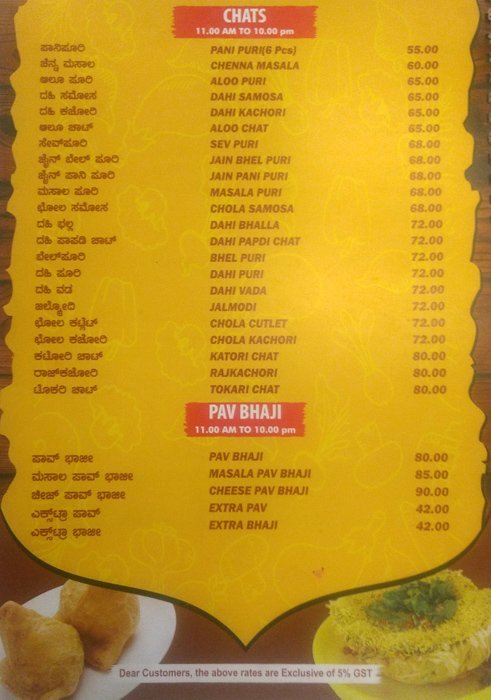 CHATS
11.00 AM TO 10.00 pm
ಪಾನಿಪೂರಿ PANI PURI(6 Pcs) 55.00
ಚೆನ್ನ ಮಸಾಲ CHENNA MASALA 60.00
ಆಲೂ ಪೂರಿ ALOO PURI 65.00
ದಹಿ ಸಮೋಸ DAHI SAMOSA 65.00
ದಹಿ ಕಚೋರಿ DAHI KACHORI 65.00
ಆಲೂ ಚಾಟ್ ALOO CHAT 65.00
ಸೇವ್‌ಪೂರಿ SEV PURI 68.00
ಜೈನ್ ಬೇಲ್ ಪೂರಿ JAIN BHEL PURI 68.00
ಜೈನ್ ಪಾನಿ ಪೂರಿ JAIN PANI PURI 68.00
ಮಸಾಲ ಪೂರಿ MASALA PURI 68.00
ಛೋಲ ಸಮೋಸ CHOLA SAMOSA 68.00
ದಹಿ ಭಲ್ಲ DAHI BHALLA 72.00
ದಹಿ ಪಾಪಡಿ ಚಾಟ್ DAHI PAPDI CHAT 72.00
ಬೇಲ್‌ಪೂರಿ BHEL PURI 72.00
ದಹಿ ಪೂರಿ DAHI PURI 72.00
ದಹಿ ವಡ DAHI VADA 72.00
ಜಲ್ಮೋದಿ JALMODI 72.00
ಛೋಲ ಕಟ್ಲೆಟ್ CHOLA CUTLET 72.00
ಛೋಲ ಕಚೋರಿ CHOLA KACHORI 72.00
ಕಟೋರಿ ಚಾಟ್ KATORI CHAT 80.00
ರಾಜ್‌ಕಚೋರಿ RAJKACHORI 80.00
ಟೊಕರಿ ಚಾಟ್ TOKARI CHAT 80.00
PAV BHAJI
11.00 AM TO 10.00 pm
ಪಾವ್ ಭಾಜೀ PAV BHAJI 80.00
ಮಸಾಲ ಪಾವ್ ಭಾಜೀ MASALA PAV BHAJI 85.00
ಚೀಜ್ ಪಾವ್ ಭಾಜೀ CHEESE PAV BHAJI 90.00
ಎಕ್ಸ್‌ಟ್ರಾ ಪಾವ್ EXTRA PAV 42.00
ಎಕ್ಸ್‌ಟ್ರಾ ಭಾಜೀ EXTRA BHAJI 42.00
Dear Customers, the above rates are Exclusive of 5% GST